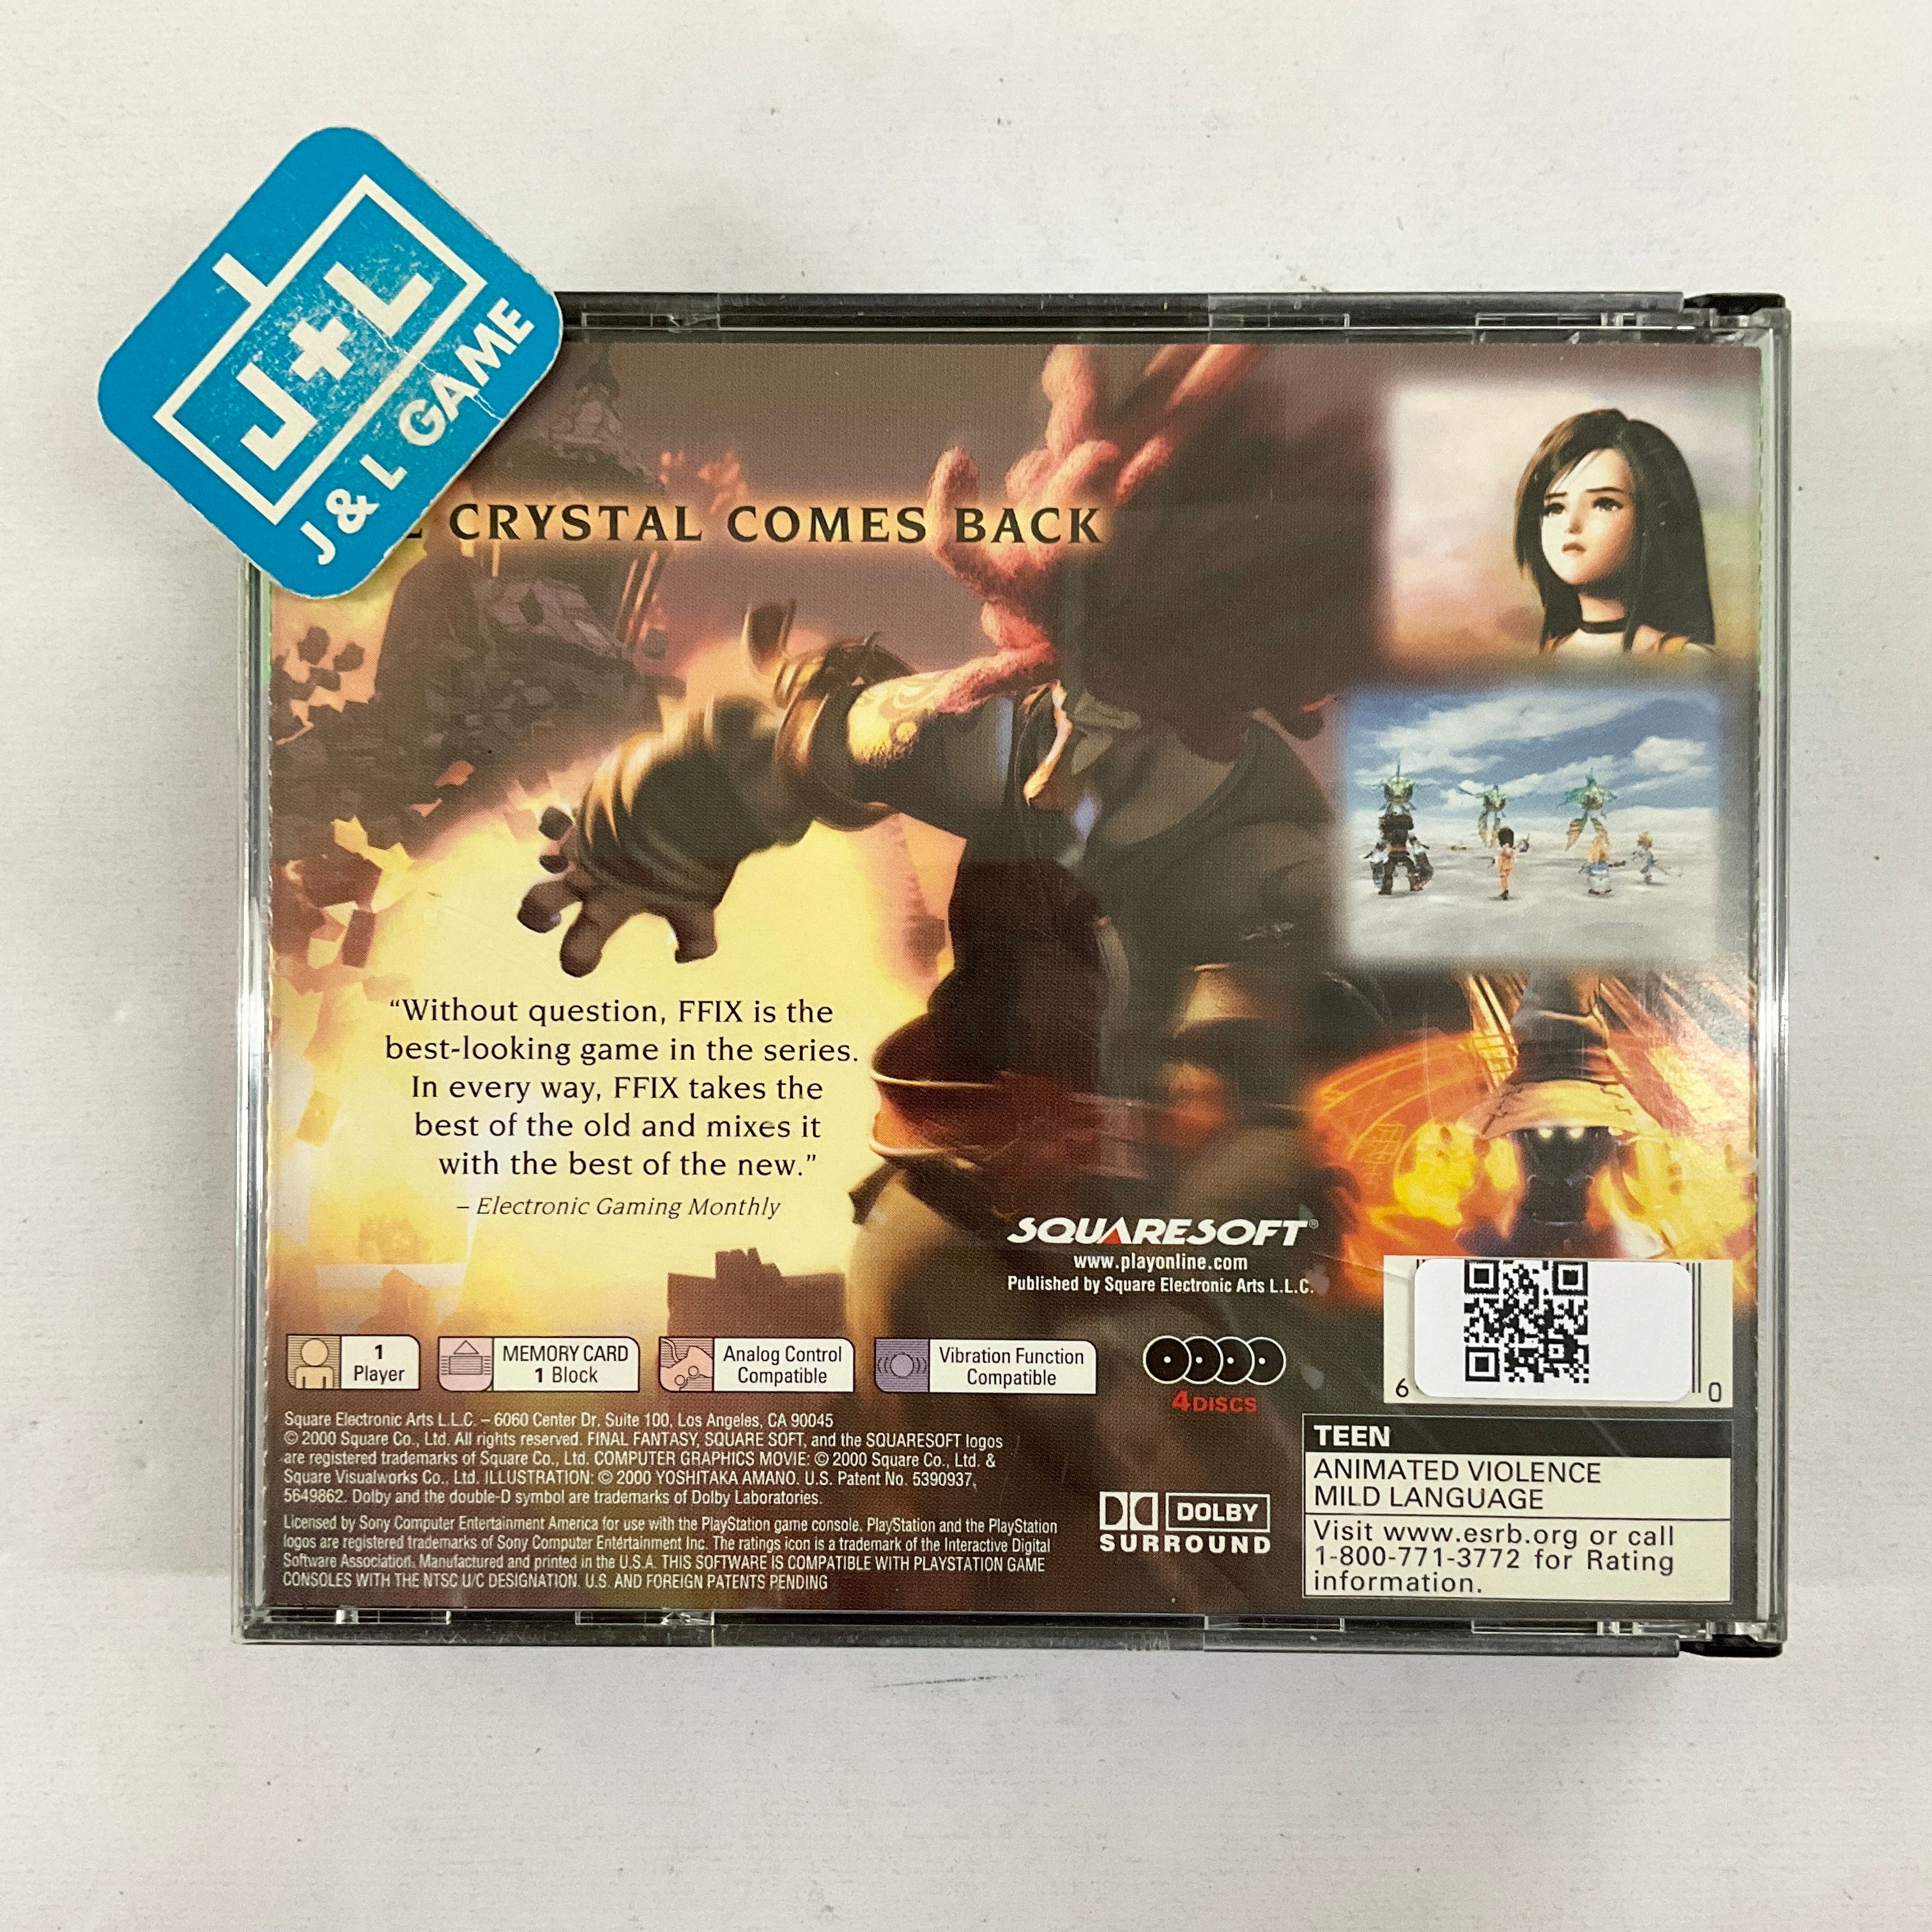 J+L
J & L GAME
CRYSTAL COMES BACK
“Without question, FFIX is the
best-looking game in the series.
In every way, FFIX takes the
best of the old and mixes it
with the best of the new.”
– Electronic Gaming Monthly
SQUARESOFT®
www.playonline.com
Published by Square Electronic Arts L.L.C.
1
Player
MEMORY CARD
1 Block
Analog Control
Compatible
Vibration Function
Compatible
4 DISCS
6 0
Square Electronic Arts L.L.C. – 6060 Center Dr. Suite 100, Los Angeles, CA 90045
© 2000 Square Co., Ltd. All rights reserved. FINAL FANTASY, SQUARE SOFT, and the SQUARESOFT logos
are registered trademarks of Square Co., Ltd. COMPUTER GRAPHICS MOVIE: © 2000 Square Co., Ltd. &
Square Visualworks Co., Ltd. ILLUSTRATION: © 2000 YOSHITAKA AMANO. U.S. Patent No. 5390937,
5649862. Dolby and the double-D symbol are trademarks of Dolby Laboratories.
Licensed by Sony Computer Entertainment America for use with the PlayStation game console. PlayStation and the PlayStation
logos are registered trademarks of Sony Computer Entertainment Inc. The ratings icon is a trademark of the Interactive Digital
Software Association. Manufactured and printed in the U.S.A. THIS SOFTWARE IS COMPATIBLE WITH PLAYSTATION GAME
CONSOLES WITH THE NTSC U/C DESIGNATION. U.S. AND FOREIGN PATENTS PENDING
DOLBY
SURROUND
TEEN
ANIMATED VIOLENCE
MILD LANGUAGE
Visit www.esrb.org or call
1-800-771-3772 for Rating
information.